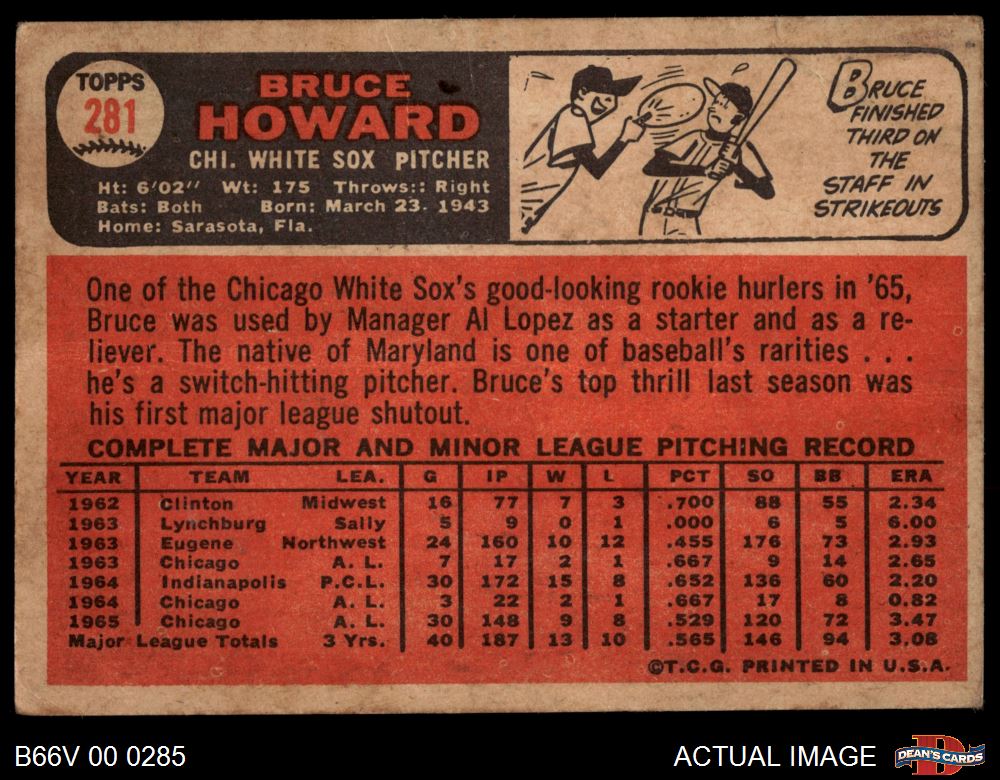 TOPPS
281
BRUCE
HOWARD
CHI. WHITE SOX PITCHER
Ht: 6'02" Wt: 175 Throws:: Right
Bats: Both Born: March 23. 1943
Home: Sarasota, Fla.
BRUCE
FINISHED
THIRD ON
THE
STAFF IN
STRIKEOUTS
One of the Chicago White Sox's good-looking rookie hurlers in '65,
Bruce was used by Manager Al Lopez as a starter and as a re-
liever. The native of Maryland is one of baseball's rarities . . .
he's a switch-hitting pitcher. Bruce's top thrill last season was
his first major league shutout.
COMPLETE MAJOR AND MINOR LEAGUE PITCHING RECORD
YEAR TEAM LEA. G IP W L PCT SO BB ERA
1962 Clinton Midwest 16 77 7 3 .700 88 55 2.34
1963 Lynchburg Sally 5 9 0 1 .000 6 5 6.00
1963 Eugene Northwest 24 160 10 12 .455 176 73 2.93
1963 Chicago A. L. 7 17 2 1 .667 9 14 2.65
1964 Indianapolis P.C.L. 30 172 15 8 .652 136 60 2.20
1964 Chicago A. L. 3 22 2 1 .667 17 8 0.82
1965 Chicago A. L. 30 148 9 8 .529 120 72 3.47
Major League Totals 3 Yrs. 40 187 13 10 .565 146 94 3.08
©T.C.G. PRINTED IN U.S.A.
B66V 00 0285
ACTUAL IMAGE
DEAN'S CARDS